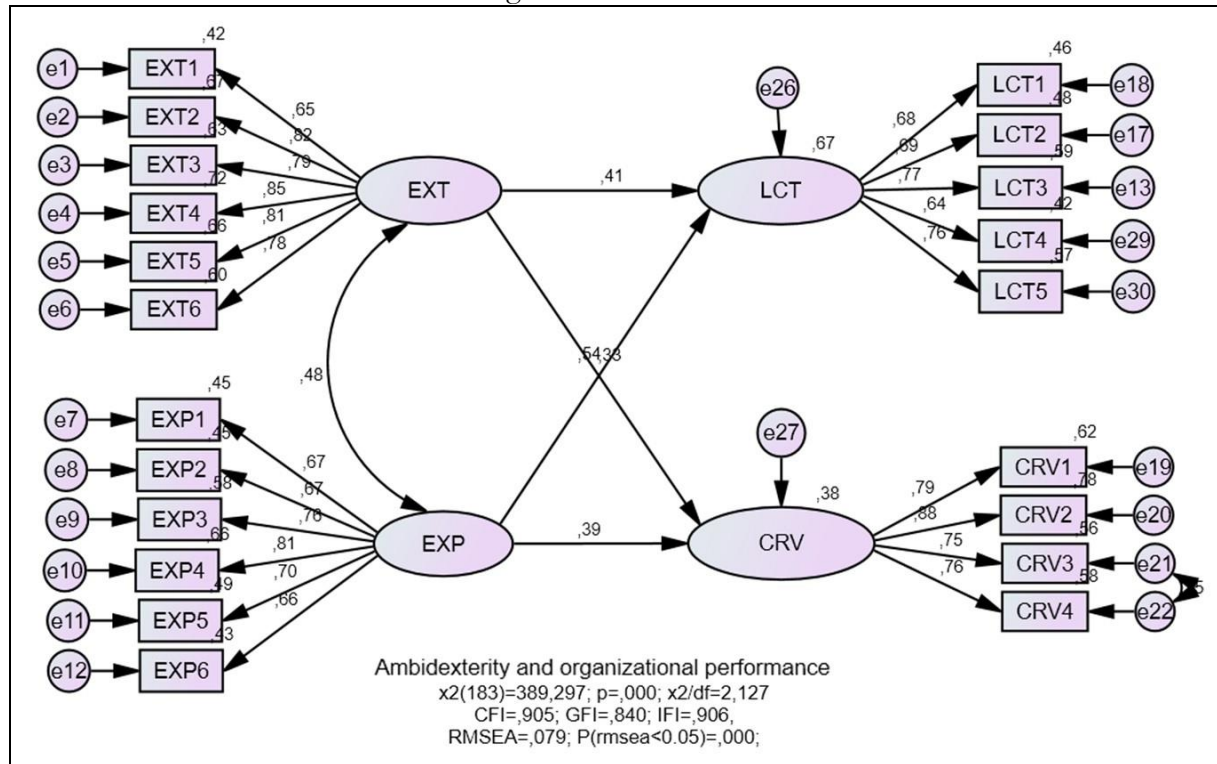 ,42
e1 EXT1
,67
,65
e2 EXT2
,63
,82
e3 EXT3
,72
,79
e4 EXT4
,66
,85
e5 EXT5
,60
,81
e6 EXT6
,78
EXT
,41
e26
,67
LCT
,46
,68
LCT1 e18
,48
,69
LCT2 e17
,59
,77
LCT3 e13
,42
,64
LCT4 e29
,57
,76
LCT5 e30
,48
,54
,33
,45
e7 EXP1
,45
,67
e8 EXP2
,58
,67
e9 EXP3
,66
,76
e10 EXP4
,49
,81
e11 EXP5
,43
,70
e12 EXP6
,66
EXP
,39
e27
,38
CRV
,62
,79
CRV1 e19
,78
,88
CRV2 e20
,56
,75
CRV3 e21
,58
,76
CRV4 e22
Ambidexterity and organizational performance
x2(183)=389,297; p=,000; x2/df=2,127
CFI=,905; GFI=,840; IFI=,906,
RMSEA=,079; P(rmsea<0.05)=,000;